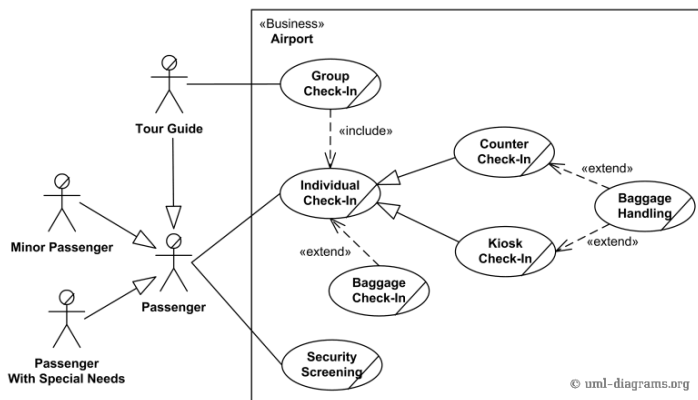 «Business»
Airport
Group
Check-In
Tour Guide
«include»
Counter
Check-In
«extend»
Individual
Check-In
Baggage
Handling
Minor Passenger
«extend»
Kiosk
Check-In
«extend»
Passenger
Baggage
Check-In
Passenger
With Special Needs
Security
Screening
© uml-diagrams.org